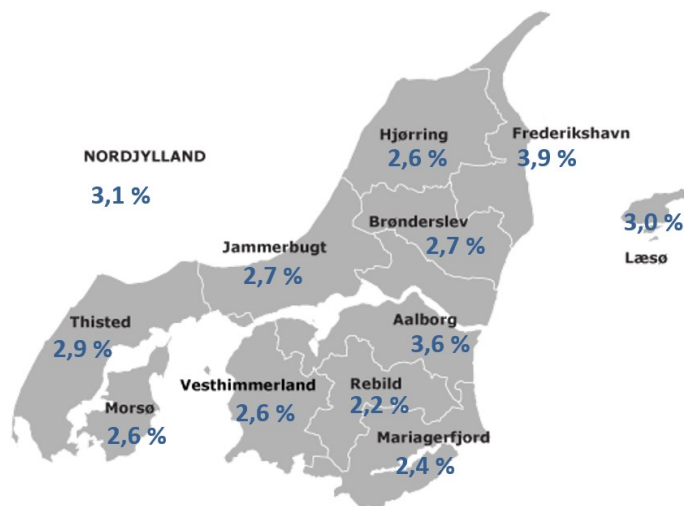 Hjørring
2,6 %
Frederikshavn
3,9 %
NORDJYLLAND
3,1 %
Brønderslev
2,7 %
3,0 %
Læsø
Jammerbugt
2,7 %
Thisted
2,9 %
Aalborg
3,6 %
Vesthimmerland
2,6 %
Rebild
2,2 %
Morsø
2,6 %
Mariagerfjord
2,4 %